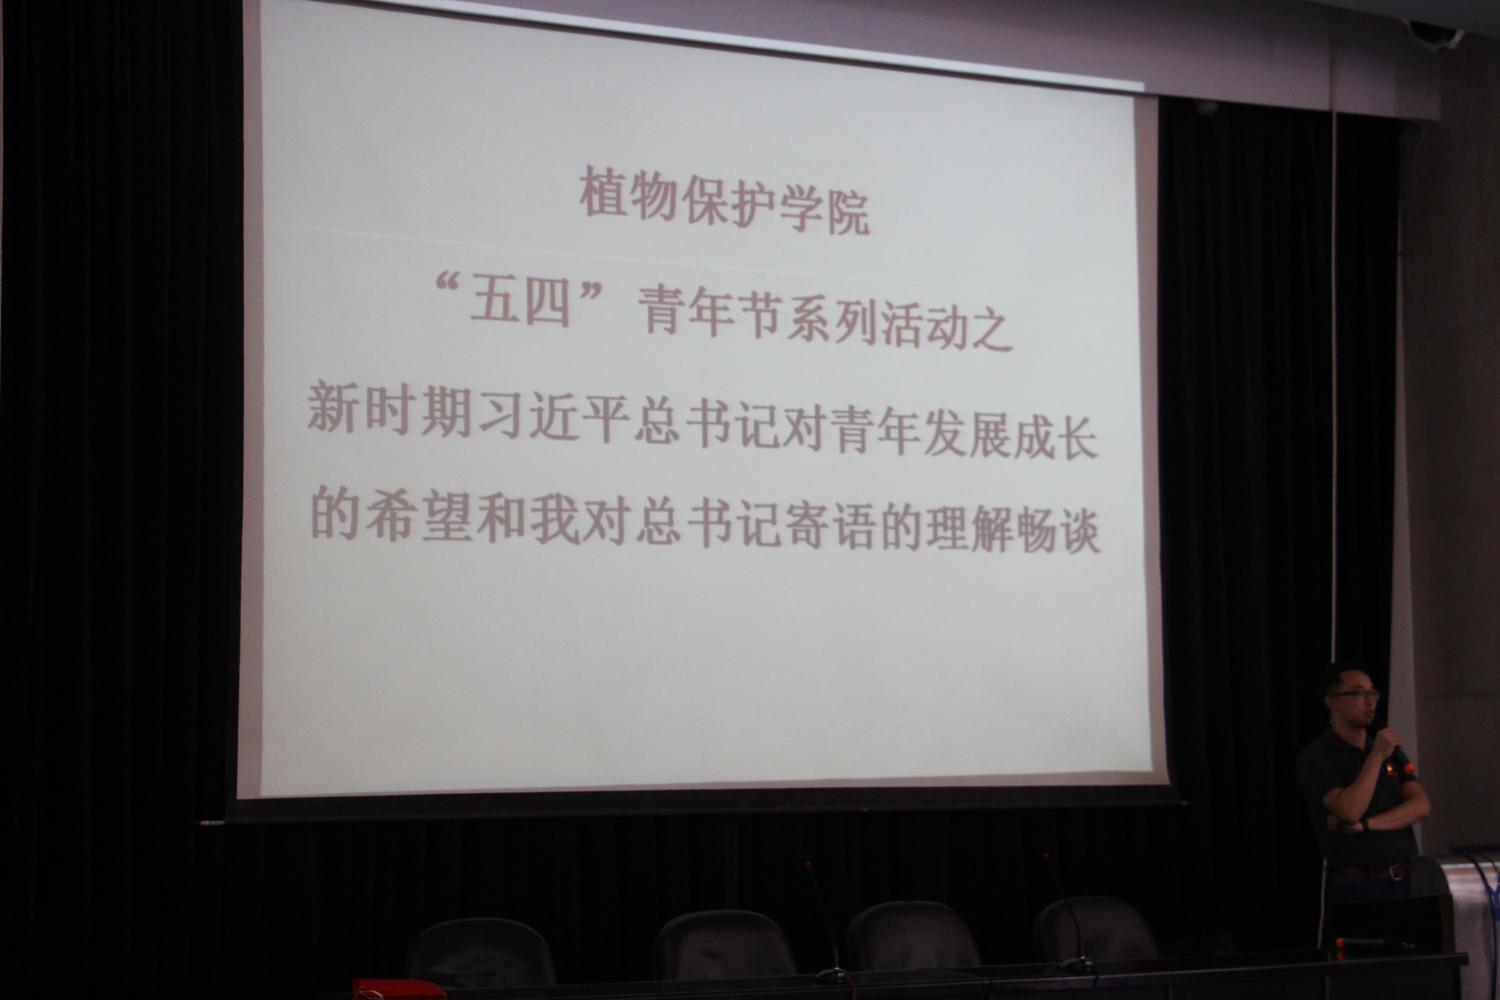 植物保护学院
“五四”青年节系列活动之
新时期习近平总书记对青年发展成长
的希望和我对总书记寄语的理解畅谈